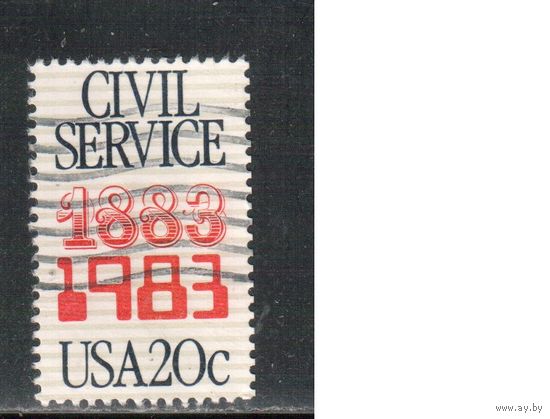 CIVIL
SERVICE
1883
1983
USA20c
www.ay.by